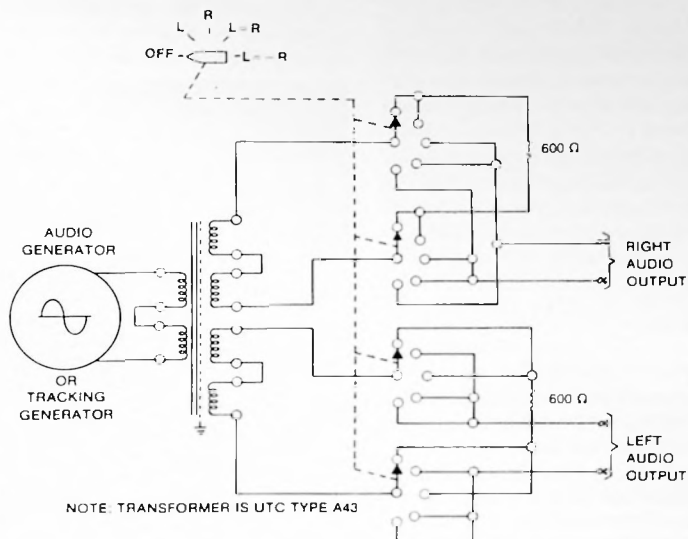 R
L
L = R
OFF
L = - R
600 Ω
AUDIO
GENERATOR
RIGHT
AUDIO
OUTPUT
OR
TRACKING
GENERATOR
600 Ω
LEFT
AUDIO
OUTPUT
NOTE: TRANSFORMER IS UTC TYPE A43